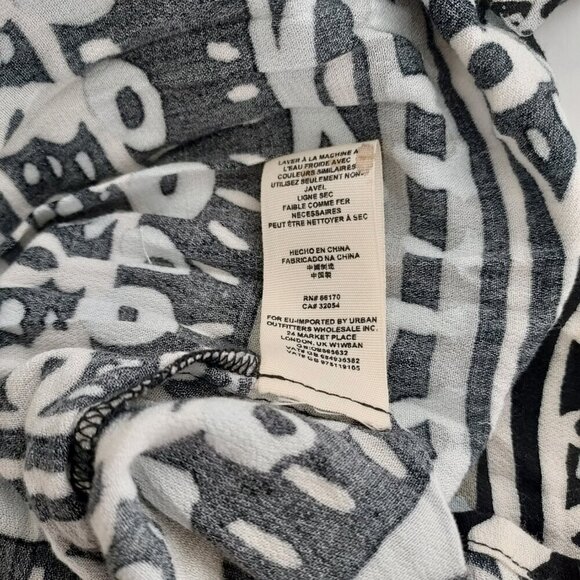 LAVER À LA MACHINE A
L'EAU FROIDE AVEC
COULEURS SIMILAIRES
UTILISEZ SEULEMENT NON-
JAVEL
LIGNE SEC
FAIBLE COMME FER
NECESSAIRES
PEUT ÊTRE NETTOYER À SEC
HECHO EN CHINA
FABRICADO NA CHINA
中國制造
中国製
RN# 66170
CA# 32054
FOR EU-IMPORTED BY URBAN
OUTFITTERS WHOLESALE INC.
24 MARKET PLACE
LONDON, UK W1W8AN